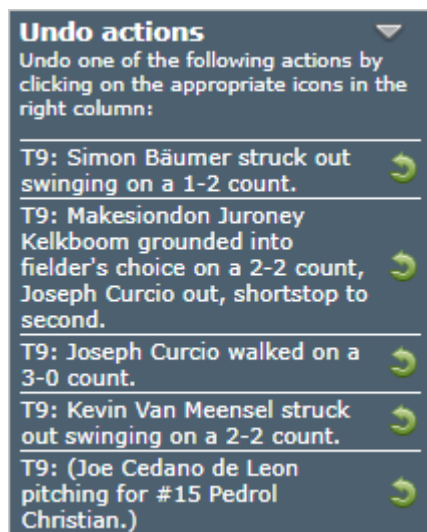 Undo actions
Undo one of the following actions by
clicking on the appropriate icons in the
right column:
T9: Simon Bäumer struck out
swinging on a 1-2 count.
T9: Makesiondon Juroney
Kelkboom grounded into
fielder's choice on a 2-2 count,
Joseph Curcio out, shortstop to
second.
T9: Joseph Curcio walked on a
3-0 count.
T9: Kevin Van Meensel struck
out swinging on a 2-2 count.
T9: (Joe Cedano de Leon
pitching for #15 Pedrol
Christian.)